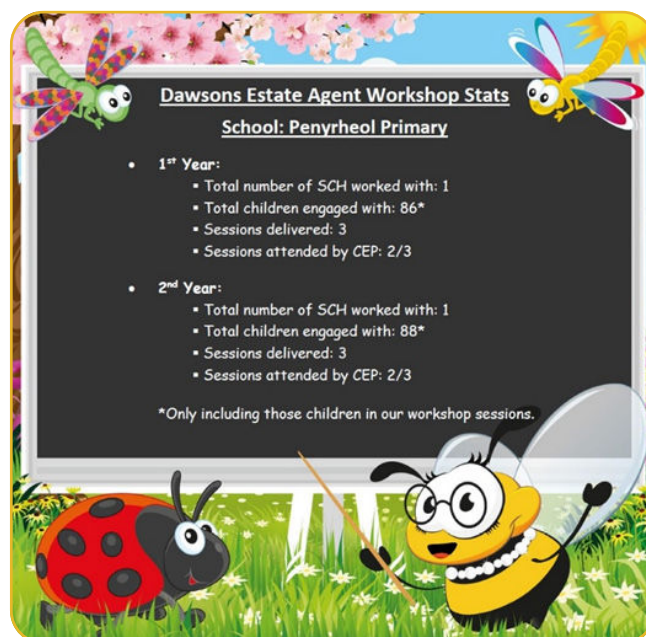 Dawsons Estate Agent Workshop Stats
School: Penyrheol Primary
• 1st Year:
▪ Total number of SCH worked with: 1
▪ Total children engaged with: 86*
▪ Sessions delivered: 3
▪ Sessions attended by CEP: 2/3
• 2nd Year:
▪ Total number of SCH worked with: 1
▪ Total children engaged with: 88*
▪ Sessions delivered: 3
▪ Sessions attended by CEP: 2/3
*Only including those children in our workshop sessions.